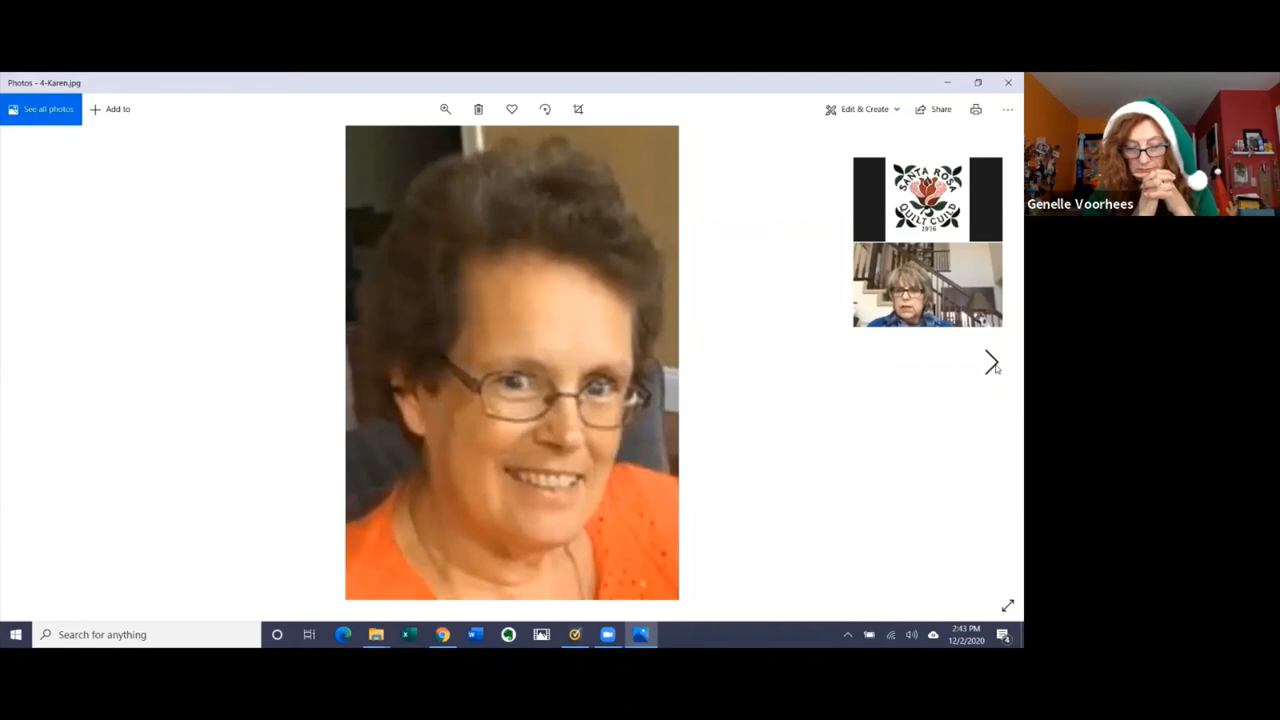 Photos - 4-Karen.jpg
See all photos
Add to
Edit & Create
Share
SANTA ROSA
QUILT GUILD
1976
Genelle Voorhees
Search for anything
2:43 PM
12/2/2020
4